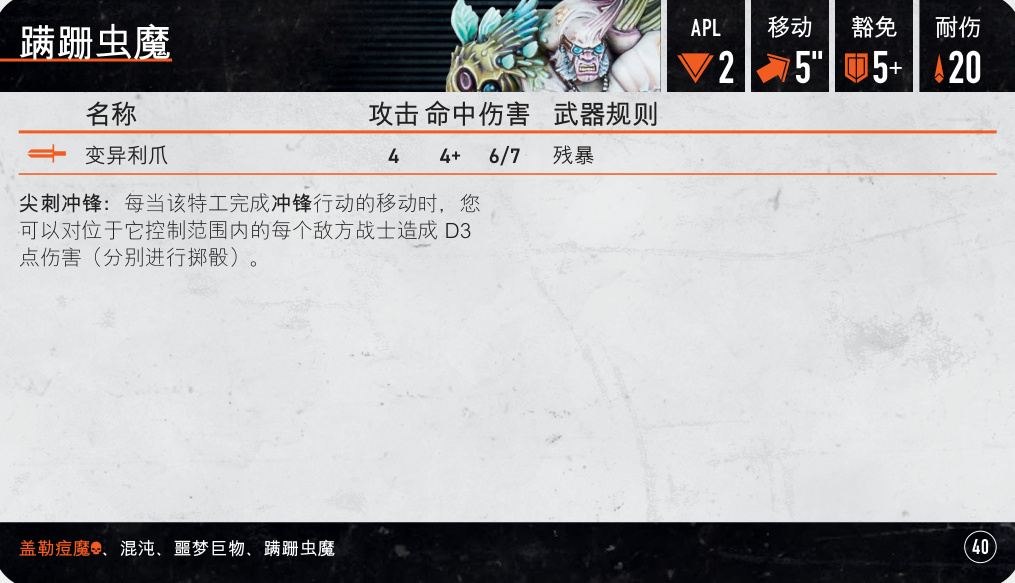 蹒跚虫魔
APL 移动 豁免 耐伤
2 5" 5+ 20
名称 攻击 命中 伤害 武器规则
变异利爪 4 4+ 6/7 残暴
尖刺冲锋：每当该特工完成冲锋行动的移动时，您
可以对位于它控制范围内的每个敌方战士造成 D3
点伤害（分别进行掷骰）。
盖勒痘魔、混沌、噩梦巨物、蹒跚虫魔
40